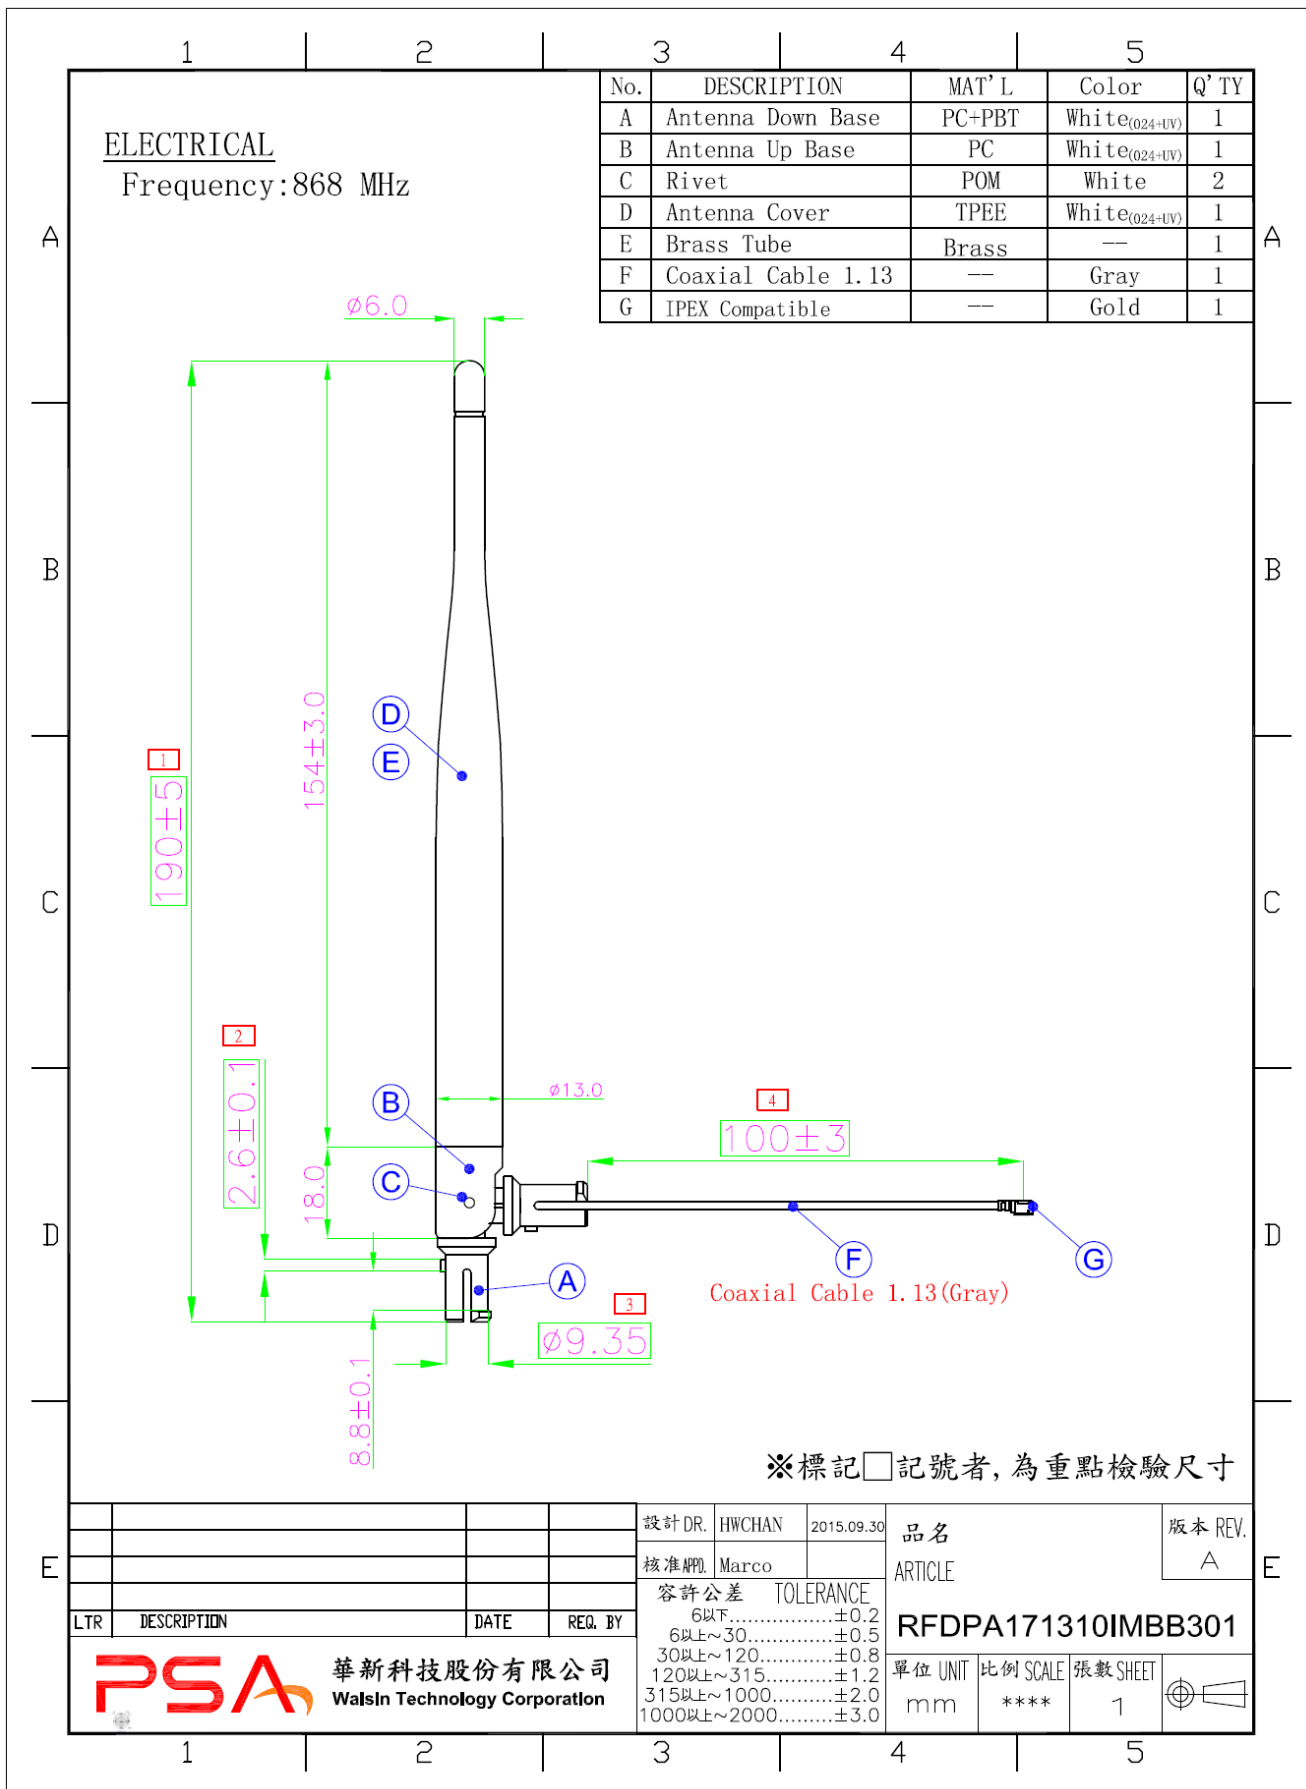 1 2 3 4 5
No. DESCRIPTION MAT'L Color Q'TY
A Antenna Down Base PC+PBT White(024+UV) 1
B Antenna Up Base PC White(024+UV) 1
C Rivet POM White 2
D Antenna Cover TPEE White(024+UV) 1
E Brass Tube Brass -- 1
F Coaxial Cable 1.13 -- Gray 1
G IPEX Compatible -- Gold 1
ELECTRICAL
Frequency:868 MHz
A A
ø6.0
B B
D
E
154±3.0
1
190±5
C C
2
2.6±0.1
B
ø13.0
4
100±3
C
18.0
D D
A
F
G
Coaxial Cable 1.13(Gray)
3
ø9.35
8.8±0.1
※標記□記號者,為重點檢驗尺寸
設計 DR. HWCHAN 2015.09.30
核准 APPD. Marco
品名
ARTICLE
版本 REV.
A
E E
容許公差 TOLERANCE
6以下.................±0.2
6以上~30.............±0.5
30以上~120...........±0.8
120以上~315..........±1.2
315以上~1000.........±2.0
1000以上~2000........±3.0
RFDPA171310IMBB301
LTR DESCRIPTION DATE REQ. BY
PSA
華新科技股份有限公司
Walsin Technology Corporation
單位 UNIT 比例 SCALE 張數 SHEET
mm **** 1
1 2 3 4 5